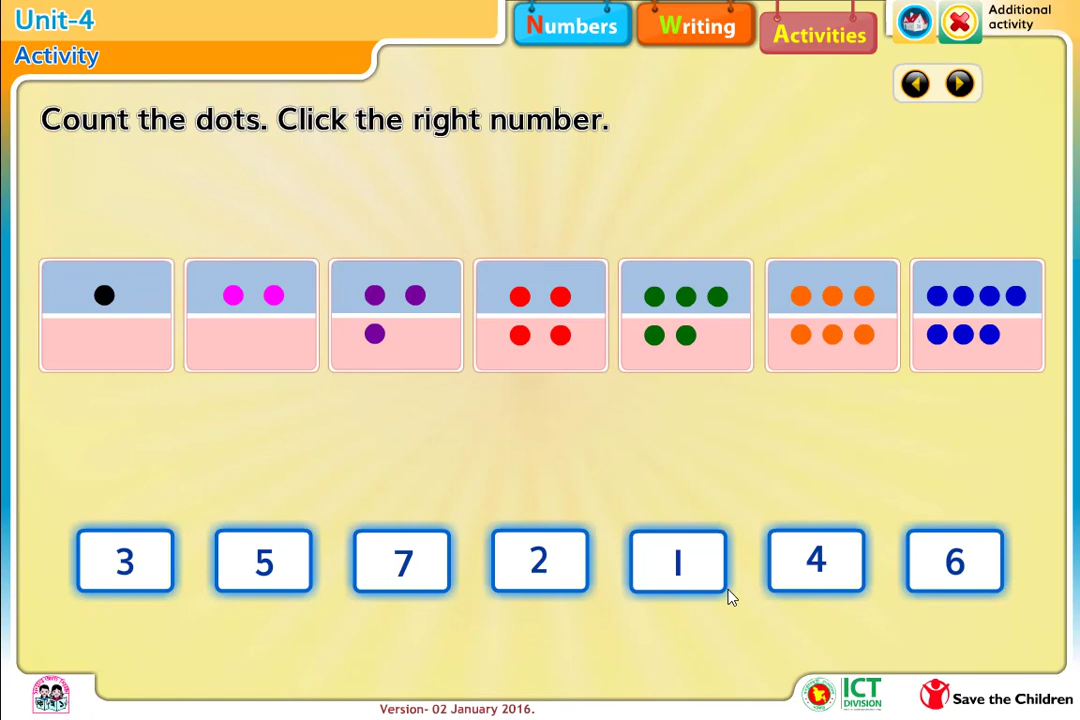 Unit-4
Numbers
Writing
Activities
Additional
activity
Activity
Count the dots. Click the right number.
3 5 7 2 1 4 6
ICT
DIVISION
Save the Children
Version- 02 January 2016.